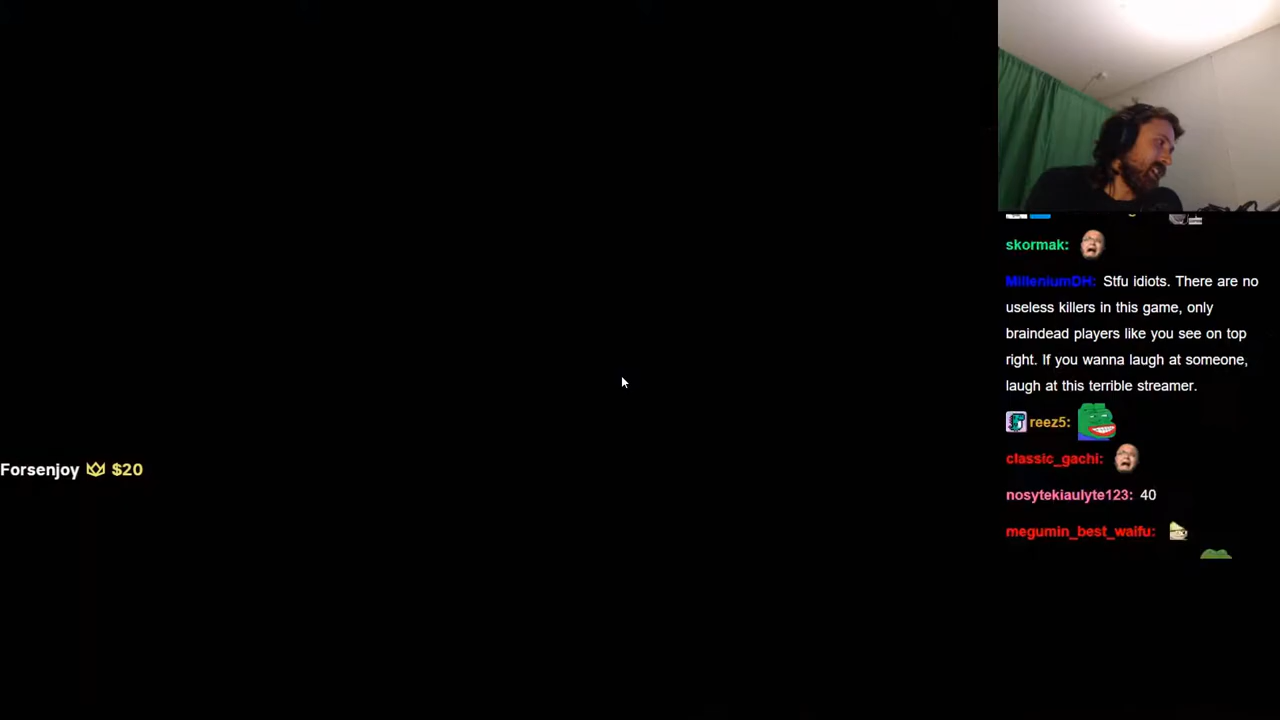 skormak:
MilleniumDH: Stfu idiots. There are no
useless killers in this game, only
braindead players like you see on top
right. If you wanna laugh at someone,
laugh at this terrible streamer.
reez5:
classic_gachi:
Forsenjoy $20
nosytekiaulyte123: 40
megumin_best_waifu: